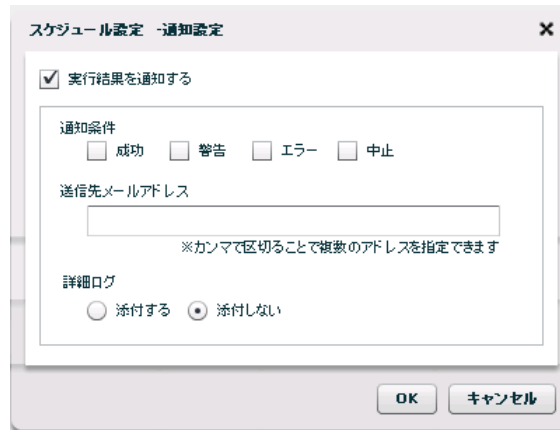 スケジュール設定 -通知設定
実行結果を通知する
通知条件
成功 警告 エラー 中止
送信先メールアドレス
※カンマで区切ることで複数のアドレスを指定できます
詳細ログ
添付する 添付しない
OK キャンセル